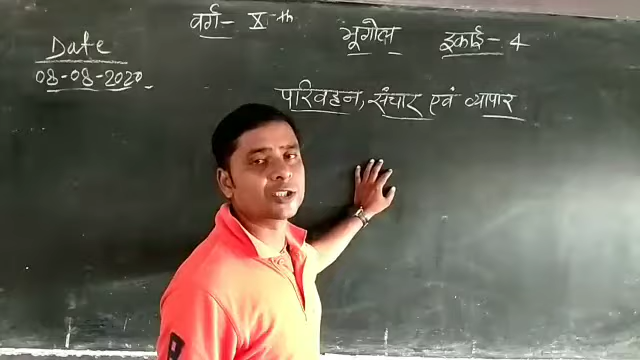 वर्ग- X th भूगोल इकाई- 4
Date
08-08-2020
परिवहन, संचार एवं व्यापार